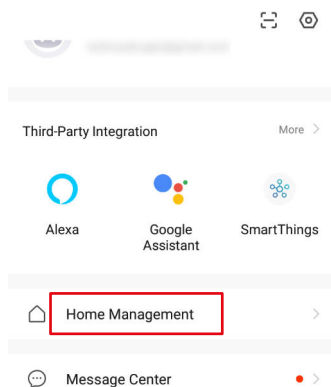 Third-Party Integration More
Alexa Google Assistant SmartThings
Home Management
Message Center